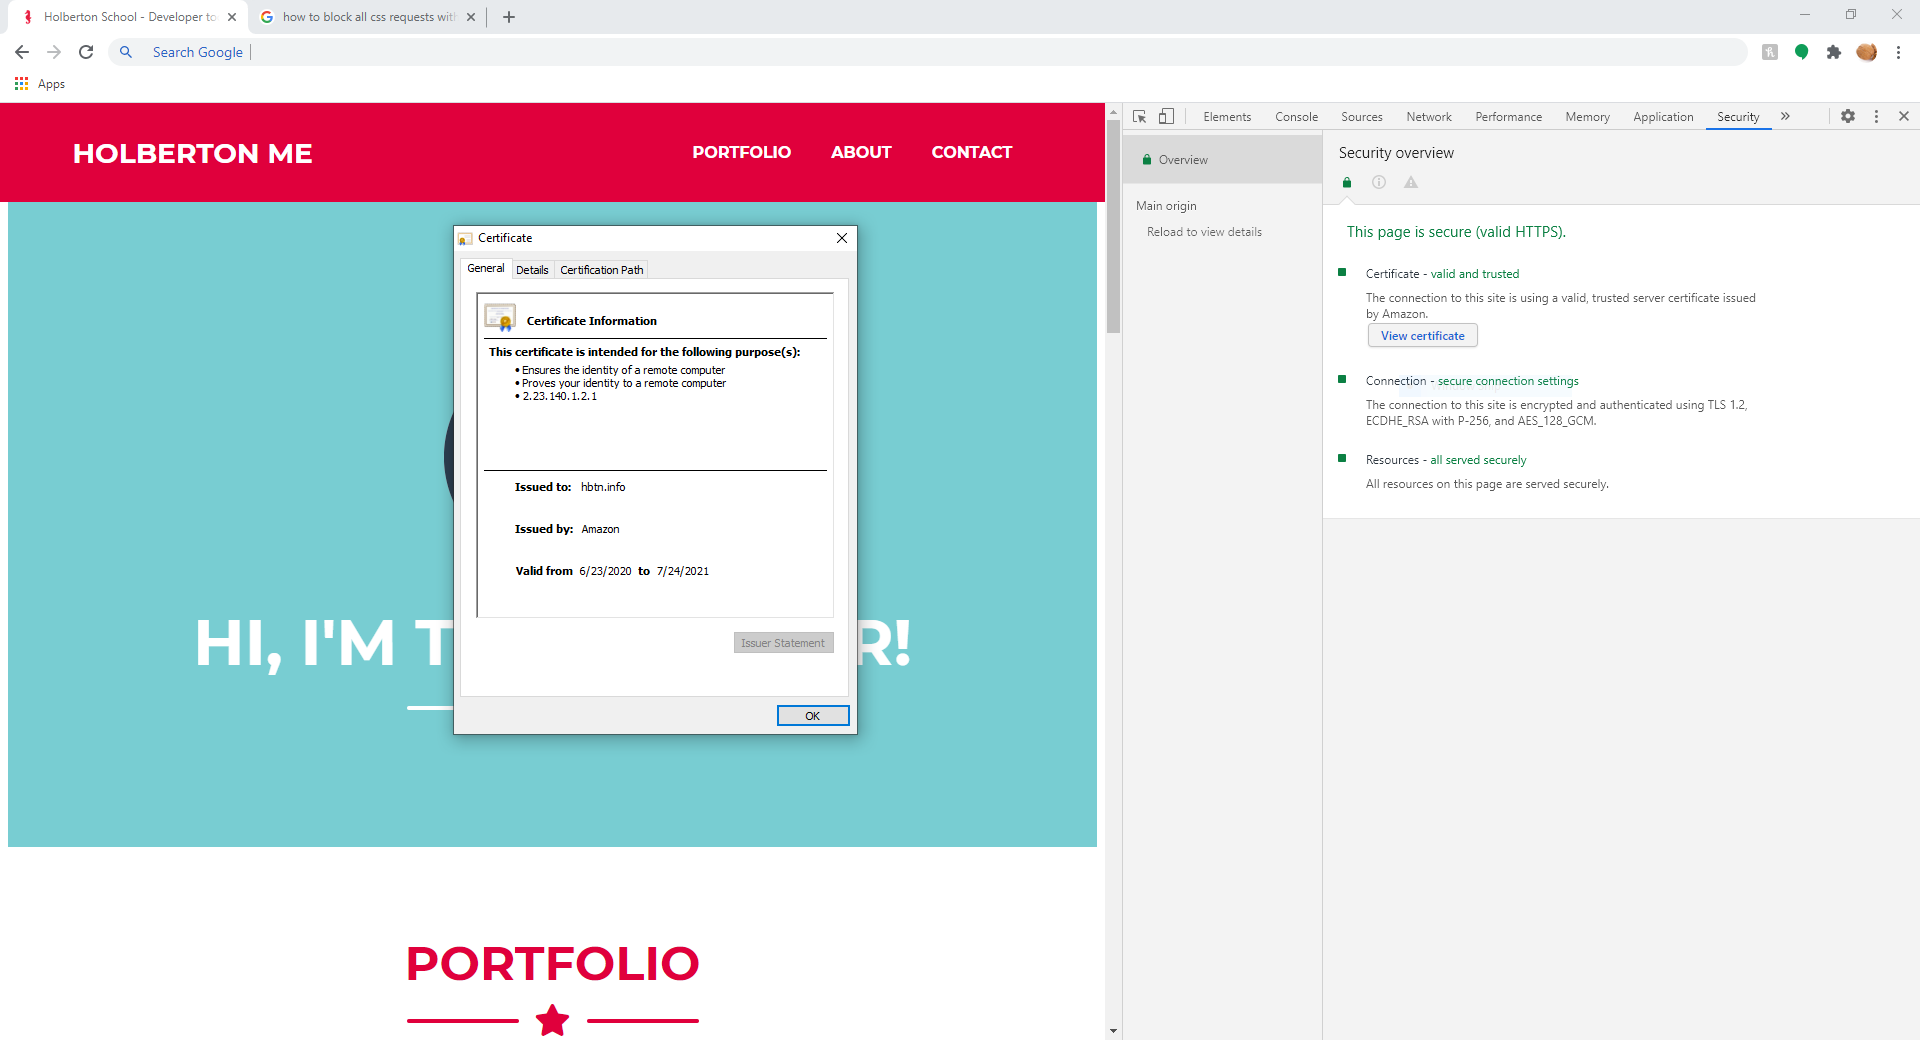 Holberton School - Developer to
how to block all css requests with
Search Google
Apps
HOLBERTON ME
PORTFOLIO ABOUT CONTACT
HI, I'M T
R!
PORTFOLIO
Certificate
General Details Certification Path
Certificate Information
This certificate is intended for the following purpose(s):
• Ensures the identity of a remote computer
• Proves your identity to a remote computer
• 2.23.140.1.2.1
Issued to: hbtn.info
Issued by: Amazon
Valid from 6/23/2020 to 7/24/2021
Issuer Statement
OK
Elements Console Sources Network Performance Memory Application Security »
Overview
Main origin
Reload to view details
Security overview
This page is secure (valid HTTPS).
Certificate - valid and trusted
The connection to this site is using a valid, trusted server certificate issued
by Amazon.
View certificate
Connection - secure connection settings
The connection to this site is encrypted and authenticated using TLS 1.2,
ECDHE_RSA with P-256, and AES_128_GCM.
Resources - all served securely
All resources on this page are served securely.